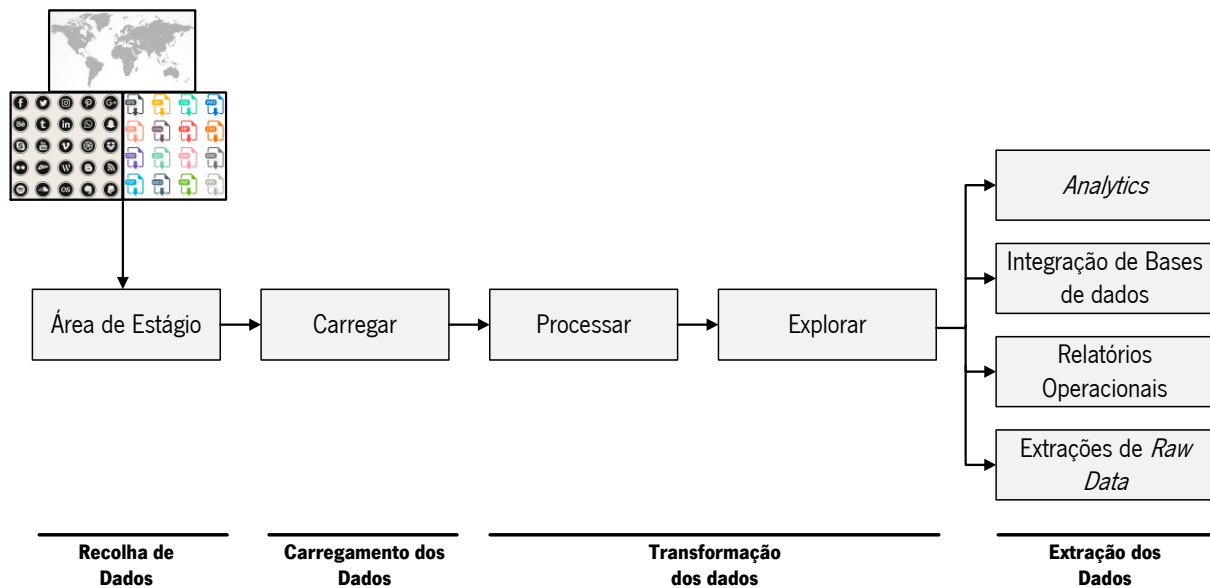 Área de Estágio
Carregar
Processar
Explorar
Analytics
Integração de Bases
de dados
Relatórios
Operacionais
Extrações de Raw
Data
Recolha de
Dados
Carregamento dos
Dados
Transformação
dos dados
Extração dos
Dados